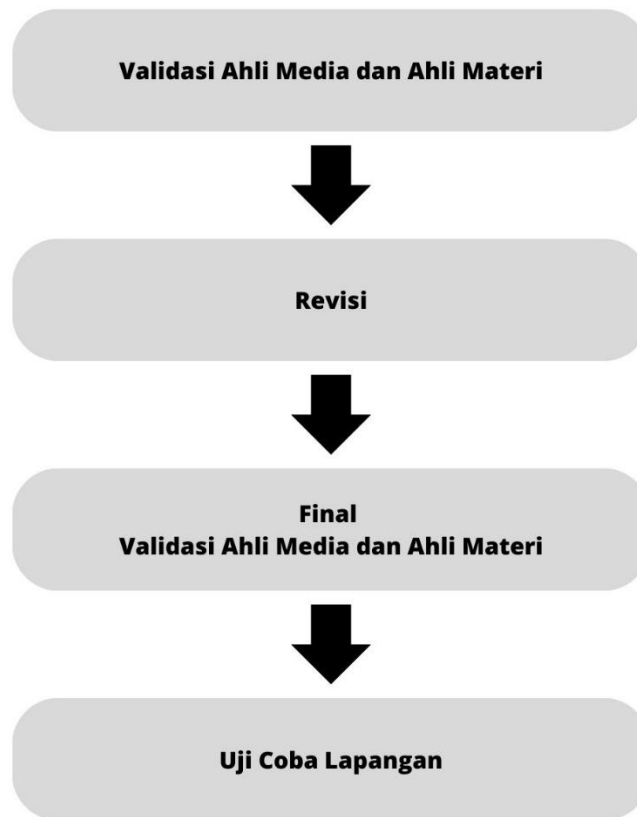 Validasi Ahli Media dan Ahli Materi
Revisi
Final
Validasi Ahli Media dan Ahli Materi
Uji Coba Lapangan